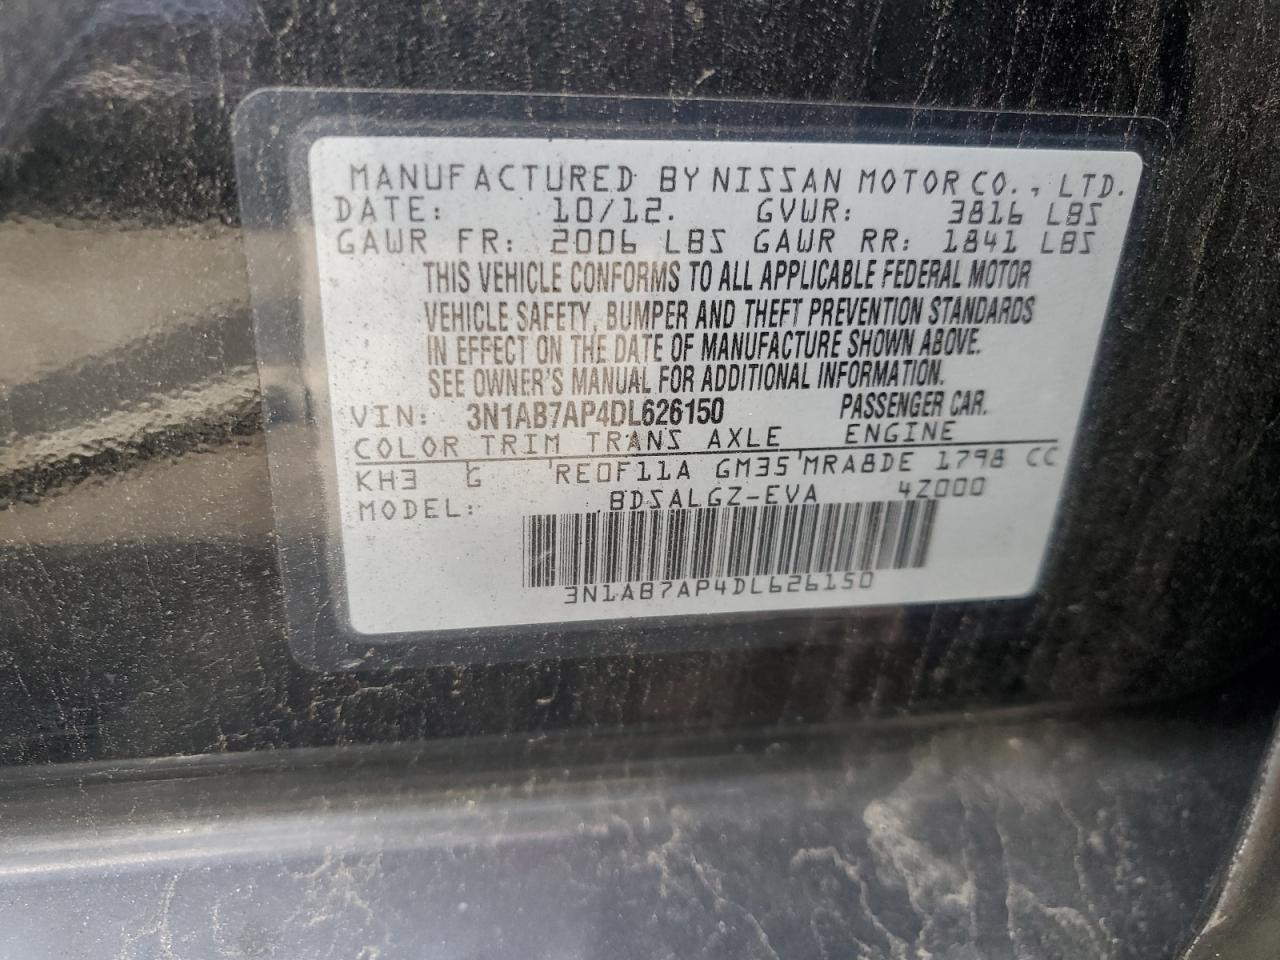 MANUFACTURED BY NISSAN MOTOR CO., LTD.
DATE: 10/12. GVWR: 3816 LBS
GAWR FR: 2006 LBS GAWR RR: 1841 LBS
THIS VEHICLE CONFORMS TO ALL APPLICABLE FEDERAL MOTOR
VEHICLE SAFETY, BUMPER AND THEFT PREVENTION STANDARDS
IN EFFECT ON THE DATE OF MANUFACTURE SHOWN ABOVE.
SEE OWNER'S MANUAL FOR ADDITIONAL INFORMATION.
VIN: 3N1AB7AP4DL626150 PASSENGER CAR.
COLOR TRIM TRANS AXLE ENGINE
KH3 G RE0F11A GM35 MRA8DE 1798 CC
MODEL: BDSALGZ-EVA 4Z000
3N1AB7AP4DL626150